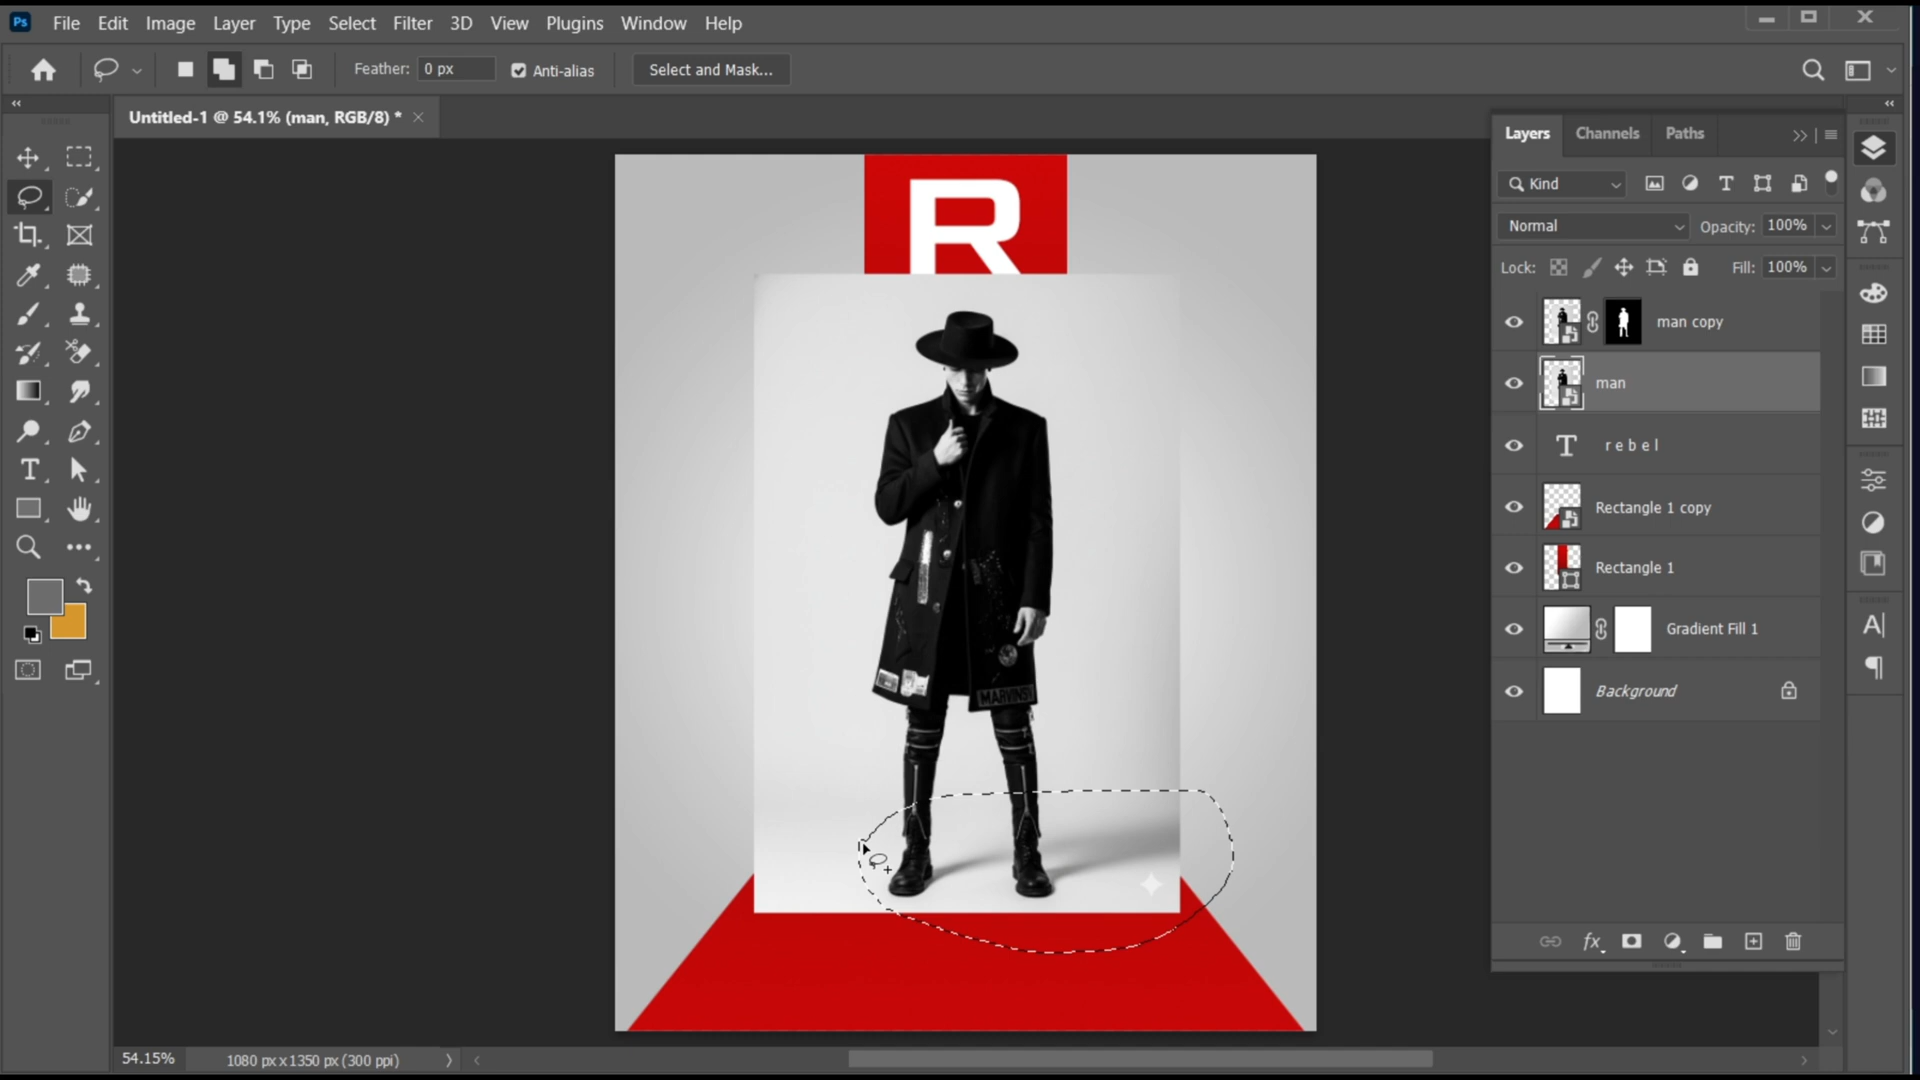 Ps File Edit Image Layer Type Select Filter 3D View Plugins Window Help
Feather: 0 px Anti-alias Select and Mask...
Untitled-1 @ 54.1% (man, RGB/8) *
Layers Channels Paths
Kind
Normal Opacity: 100%
Lock: Fill: 100%
man copy
man
r e b e l
Rectangle 1 copy
Rectangle 1
Gradient Fill 1
Background
R
MARVINS
54.15% 1080 px x 1350 px (300 ppi)